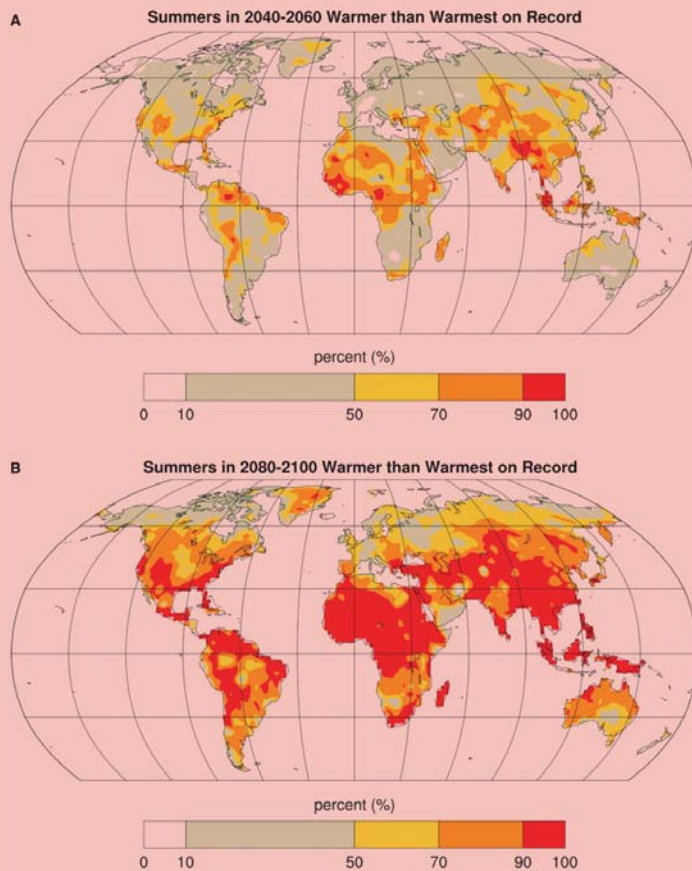 A
Summers in 2040-2060 Warmer than Warmest on Record
percent (%)
0 10 50 70 90 100
B
Summers in 2080-2100 Warmer than Warmest on Record
percent (%)
0 10 50 70 90 100